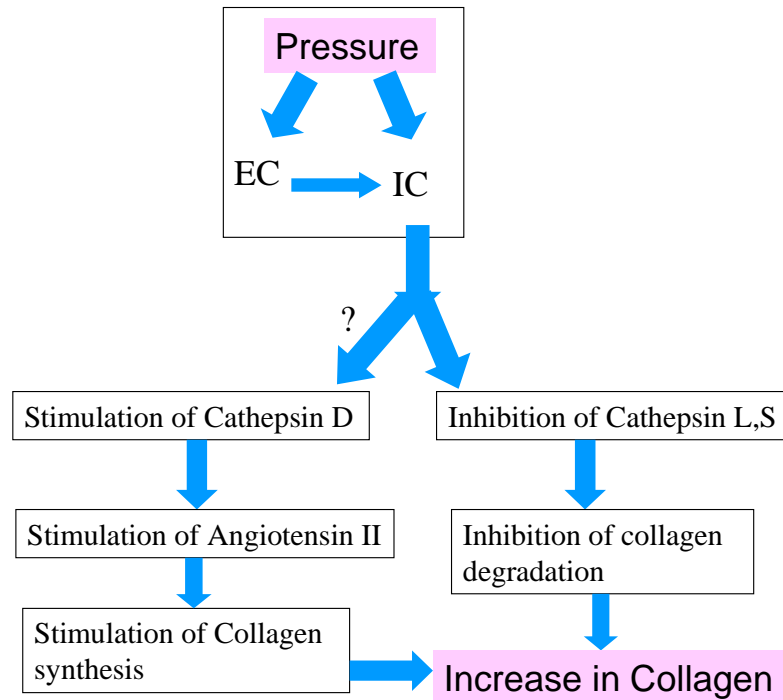 Pressure
EC
IC
?
Stimulation of Cathepsin D
Inhibition of Cathepsin L,S
Stimulation of Angiotensin II
Inhibition of collagen
degradation
Stimulation of Collagen
synthesis
Increase in Collagen